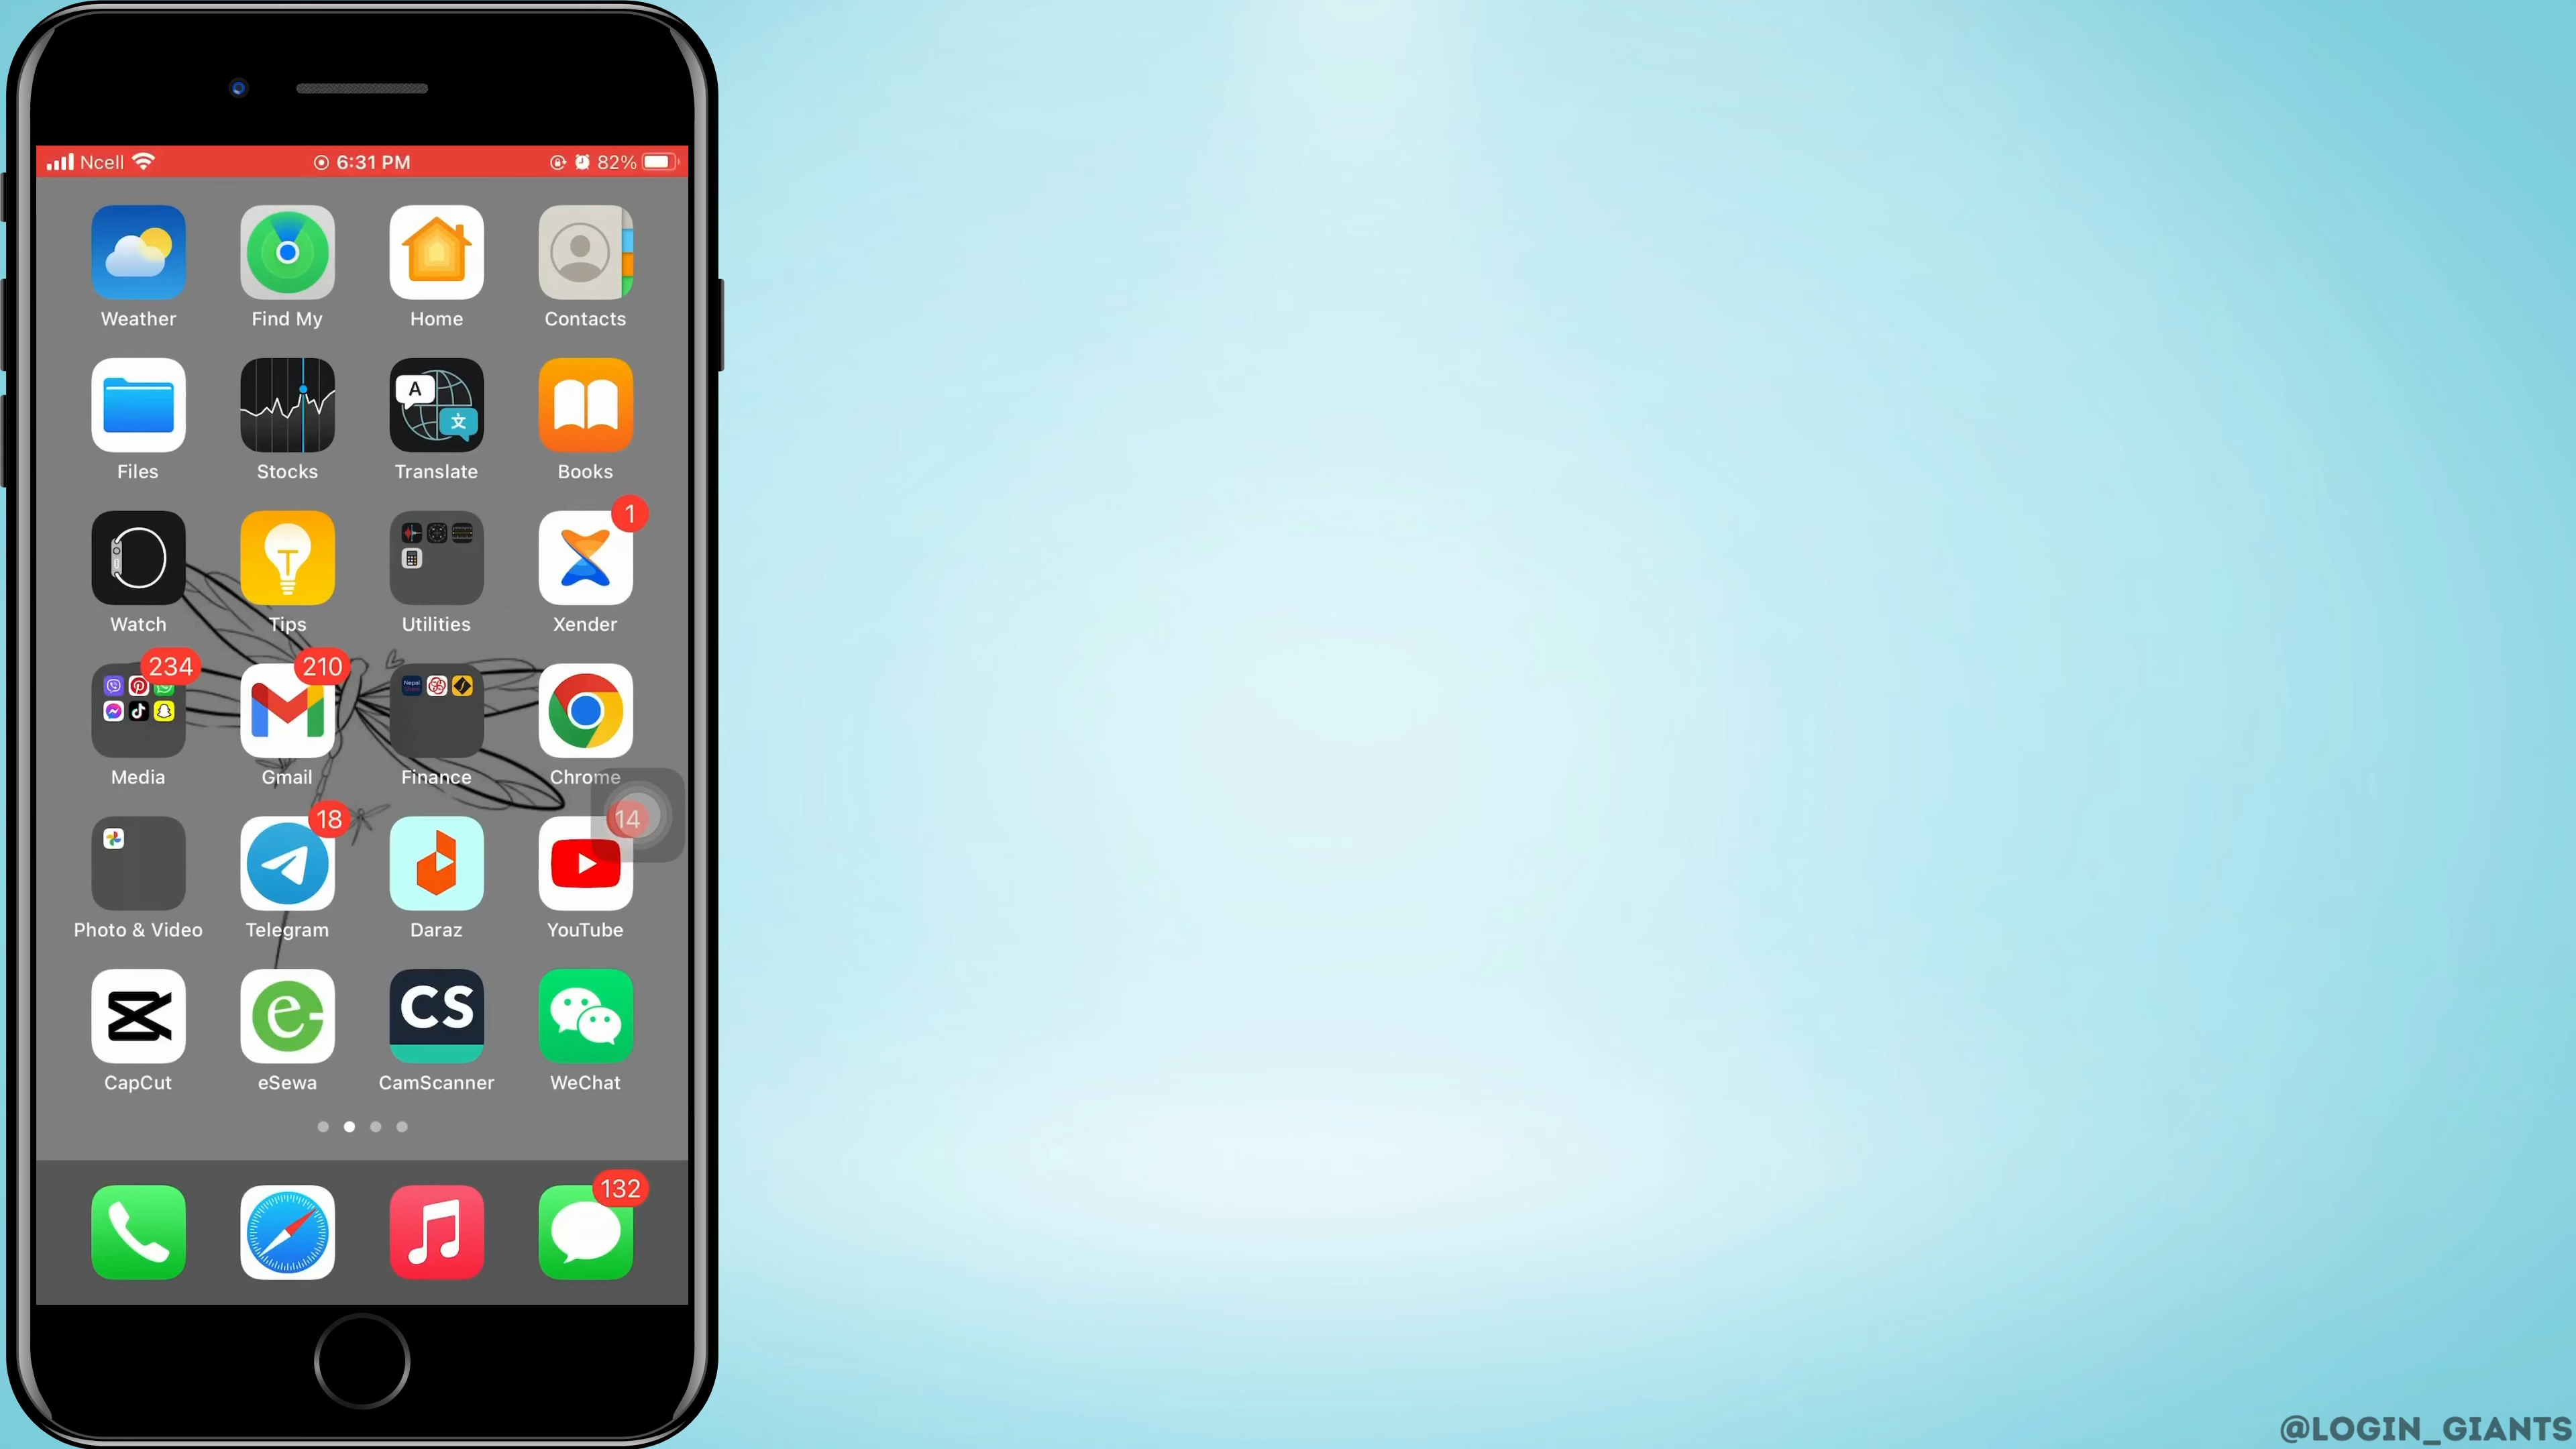 Ncell 6:31 PM 82%
Weather Find My Home Contacts
A 文
Files Stocks Translate Books
1
Watch Tips Utilities Xender
234 210
Media Gmail Finance Chrome
18 14
Photo & Video Telegram Daraz YouTube
e CS
CapCut eSewa CamScanner WeChat
132
@LOGIN_GIANTS